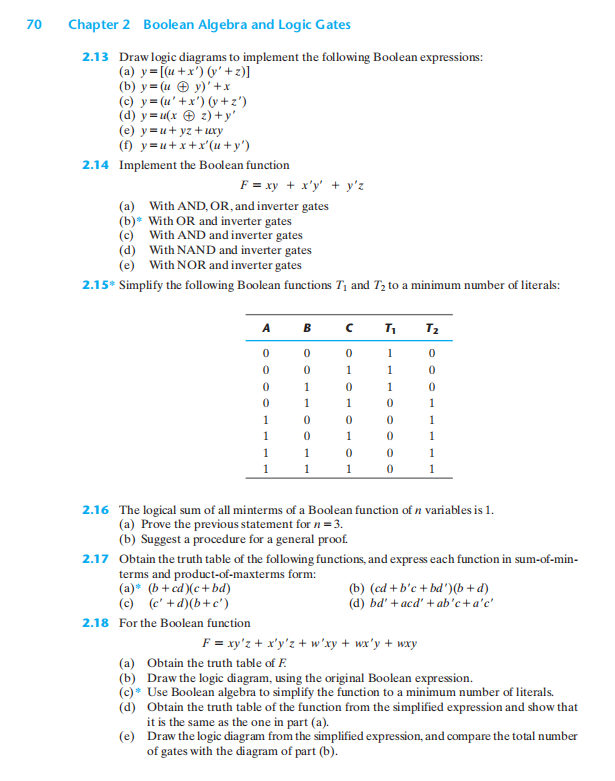 70 Chapter 2 Boolean Algebra and Logic Gates
2.13 Draw logic diagrams to implement the following Boolean expressions:
(a) y = [(u + x') (y' + z)]
(b) y = (u ⊕ y)' + x
(c) y = (u' + x') (y + z')
(d) y = u(x ⊕ z) + y'
(e) y = u + yz + uxy
(f) y = u + x + x'(u + y')
2.14 Implement the Boolean function
F = xy + x'y' + y'z
(a) With AND, OR, and inverter gates
(b)* With OR and inverter gates
(c) With AND and inverter gates
(d) With NAND and inverter gates
(e) With NOR and inverter gates
2.15* Simplify the following Boolean functions T₁ and T₂ to a minimum number of literals:
A B C T₁ T₂
0 0 0 1 0
0 0 1 1 0
0 1 0 1 0
0 1 1 0 1
1 0 0 0 1
1 0 1 0 1
1 1 0 0 1
1 1 1 0 1
2.16 The logical sum of all minterms of a Boolean function of n variables is 1.
(a) Prove the previous statement for n = 3.
(b) Suggest a procedure for a general proof.
2.17 Obtain the truth table of the following functions, and express each function in sum-of-min-
terms and product-of-maxterms form:
(a)* (b + cd)(c + bd) (b) (cd + b'c + bd')(b + d)
(c) (c' + d)(b + c') (d) bd' + acd' + ab'c + a'c'
2.18 For the Boolean function
F = xy'z + x'y'z + w'xy + wx'y + wxy
(a) Obtain the truth table of F.
(b) Draw the logic diagram, using the original Boolean expression.
(c)* Use Boolean algebra to simplify the function to a minimum number of literals.
(d) Obtain the truth table of the function from the simplified expression and show that
it is the same as the one in part (a).
(e) Draw the logic diagram from the simplified expression, and compare the total number
of gates with the diagram of part (b).